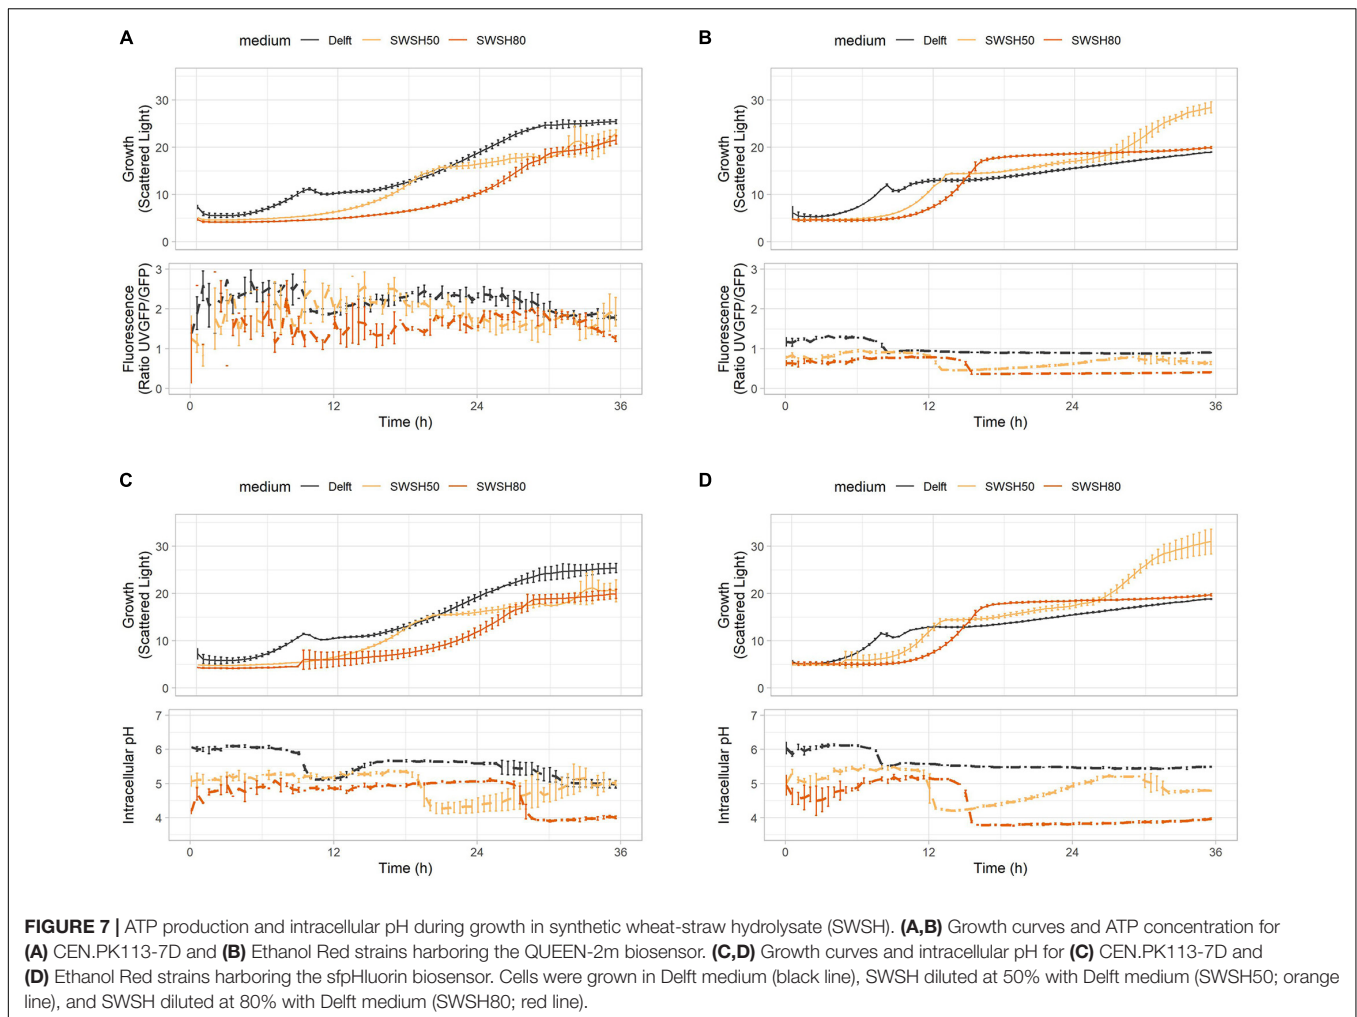 A
medium Delft SWSH50 SWSH80
Growth
(Scattered Light)
30
20
10
0
Fluorescence
(Ratio UVGFP/GFP)
3
2
1
0
0 12 24 36
Time (h)
B
medium Delft SWSH50 SWSH80
Growth
(Scattered Light)
30
20
10
0
Fluorescence
(Ratio UVGFP/GFP)
3
2
1
0
0 12 24 36
Time (h)
C
medium Delft SWSH50 SWSH80
Growth
(Scattered Light)
30
20
10
0
Intracellular pH
7
6
5
4
0 12 24 36
Time (h)
D
medium Delft SWSH50 SWSH80
Growth
(Scattered Light)
30
20
10
0
Intracellular pH
7
6
5
4
0 12 24 36
Time (h)
FIGURE 7 | ATP production and intracellular pH during growth in synthetic wheat-straw hydrolysate (SWSH). (A,B) Growth curves and ATP concentration for
(A) CEN.PK113-7D and (B) Ethanol Red strains harboring the QUEEN-2m biosensor. (C,D) Growth curves and intracellular pH for (C) CEN.PK113-7D and
(D) Ethanol Red strains harboring the sfpHluorin biosensor. Cells were grown in Delft medium (black line), SWSH diluted at 50% with Delft medium (SWSH50; orange
line), and SWSH diluted at 80% with Delft medium (SWSH80; red line).